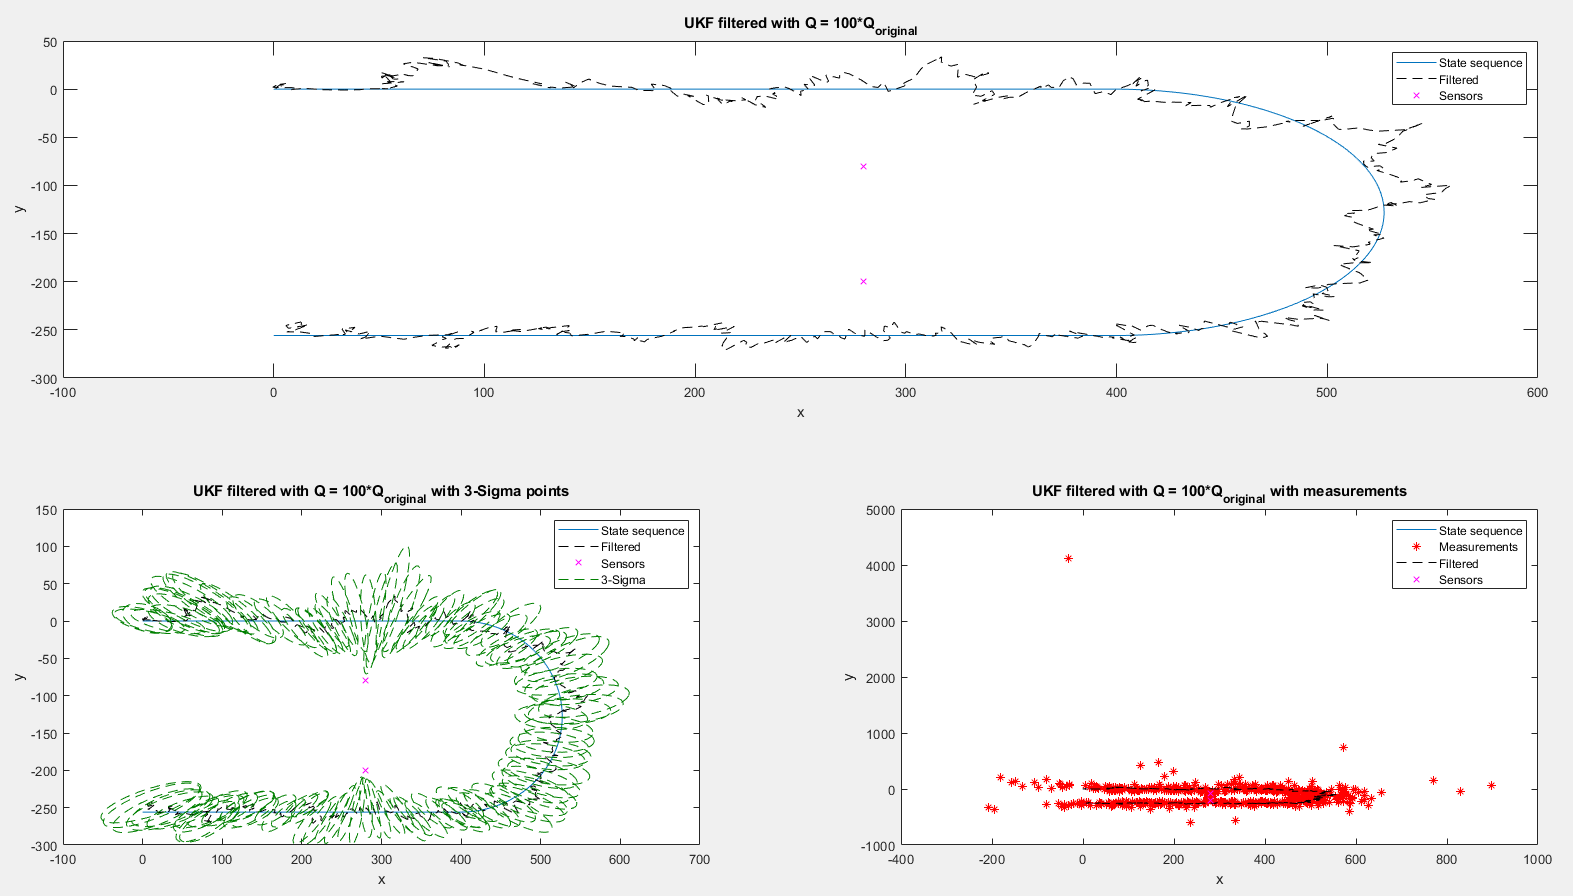 UKF filtered with Q = 100*Qoriginal
50
0
-50
-100
-150
-200
-250
-300
y
-100
0
100
200
300
400
500
600
x
State sequence
Filtered
Sensors
UKF filtered with Q = 100*Qoriginal with 3-Sigma points
150
100
50
0
-50
-100
-150
-200
-250
-300
y
-100
0
100
200
300
400
500
600
700
x
State sequence
Filtered
Sensors
3-Sigma
UKF filtered with Q = 100*Qoriginal with measurements
5000
4000
3000
2000
1000
0
-1000
y
-400
-200
0
200
400
600
800
1000
x
State sequence
Measurements
Filtered
Sensors